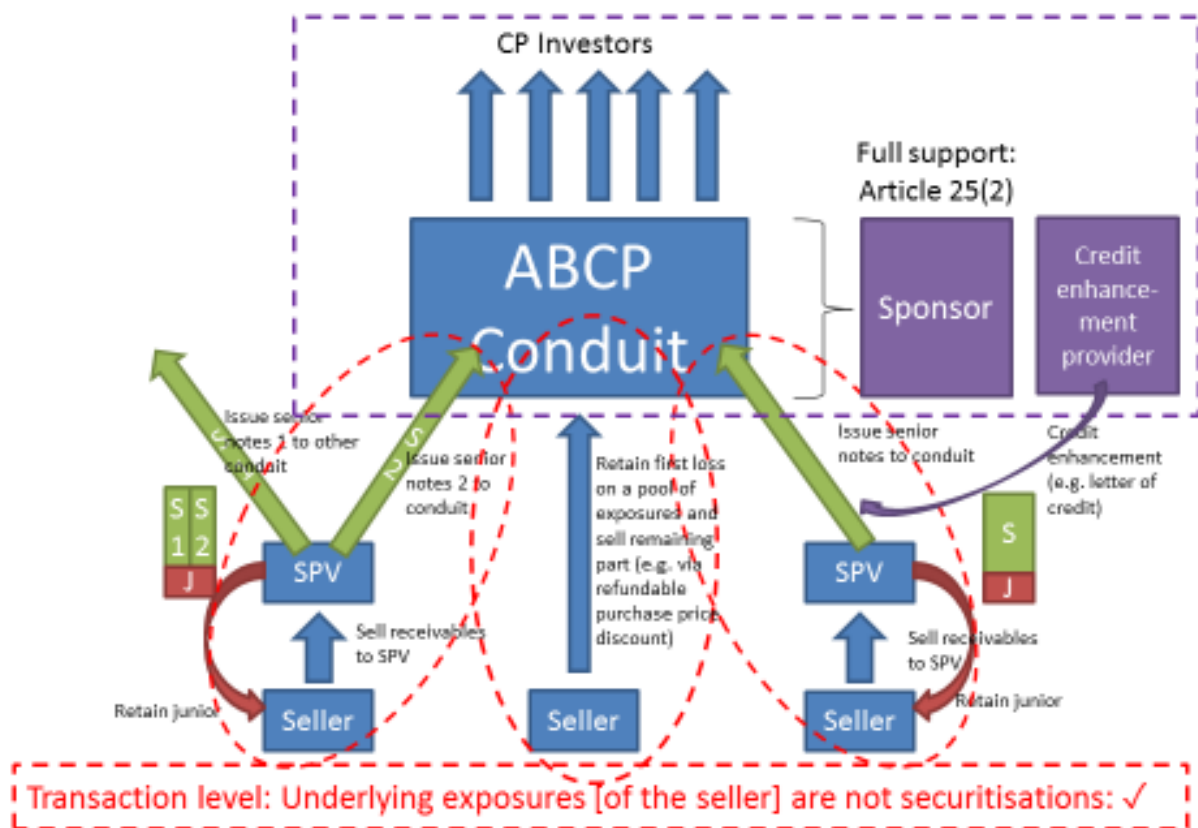 CP Investors
Full support:
Article 25(2)
ABCP
Conduit
Sponsor
Credit
enhance-
ment
provider
Issue senior
notes 1 to other
conduit
S 2
Issue senior
notes 2 to
conduit
Retain first loss
on a pool of
exposures and
sell remaining
part (e.g. via
refundable
purchase price
discount)
Issue senior
notes to conduit
Credit
enhancement
(e.g. letter of
credit)
S S
1 2
J
SPV
SPV
S
J
Sell receivables
to SPV
Sell receivables
to SPV
Retain junior
Seller
Seller
Seller
Retain junior
Transaction level: Underlying exposures [of the seller] are not securitisations: √